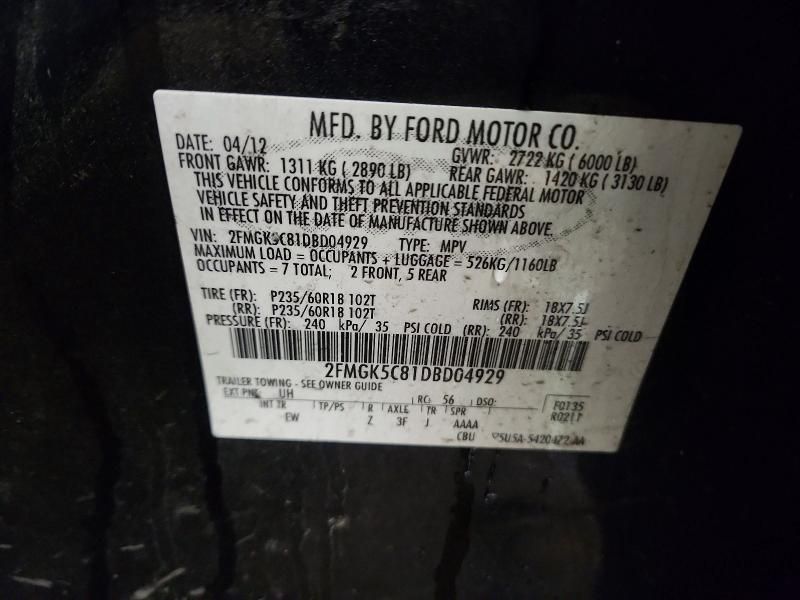 MFD. BY FORD MOTOR CO.
DATE: 04/12 GVWR: 2722 KG ( 6000 LB)
FRONT GAWR: 1311 KG ( 2890 LB) REAR GAWR: 1420 KG ( 3130 LB)
THIS VEHICLE CONFORMS TO ALL APPLICABLE FEDERAL MOTOR
VEHICLE SAFETY AND THEFT PREVENTION STANDARDS
IN EFFECT ON THE DATE OF MANUFACTURE SHOWN ABOVE.
VIN: 2FMGK5C81DBD04929 TYPE: MPV
MAXIMUM LOAD = OCCUPANTS + LUGGAGE = 526KG/1160LB
OCCUPANTS = 7 TOTAL; 2 FRONT, 5 REAR
TIRE (FR): P235/60R18 102T RIMS (FR): 18X7.5J
(RR): P235/60R18 102T (RR): 18X7.5J
PRESSURE (FR): 240 kPa/ 35 PSI COLD (RR): 240 kPa/ 35 PSI COLD
2FMGK5C81DBD04929
TRAILER TOWING - SEE OWNER GUIDE
EXT PNT: UH RC: 56 DSO: F0135
INT TR TP/PS R AXLE TR SPR R0211
EW Z 3F J AAAA
CBU 5U5A-5420472-AA